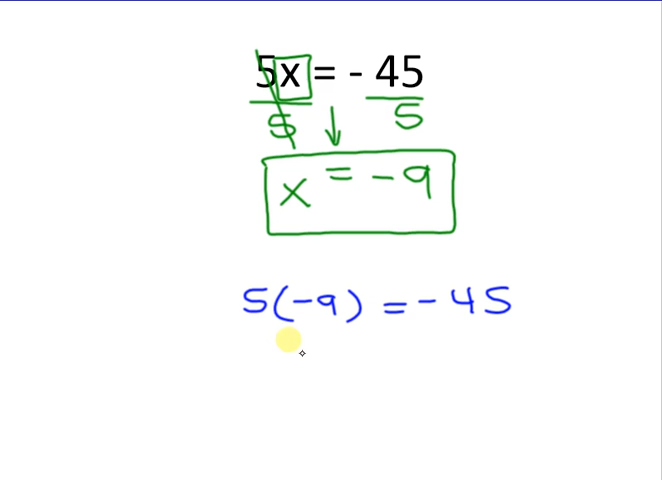 5x = - 45
5 5
x = -9
5(-9) = -45